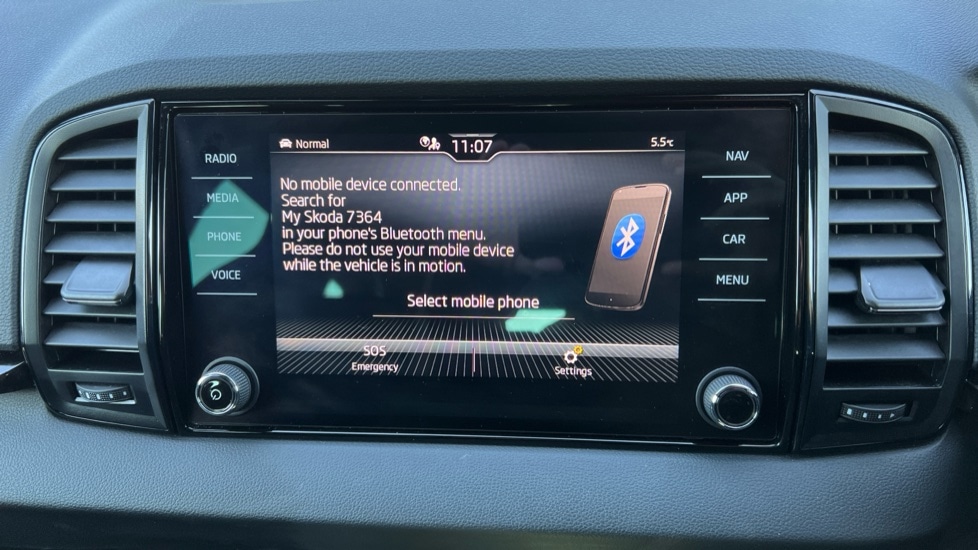 RADIO
MEDIA
PHONE
VOICE
Normal
11:07
5.5°C
No mobile device connected.
Search for
My Skoda 7364
in your phone's Bluetooth menu.
Please do not use your mobile device
while the vehicle is in motion.
Select mobile phone
SOS
Emergency
Settings
NAV
APP
CAR
MENU